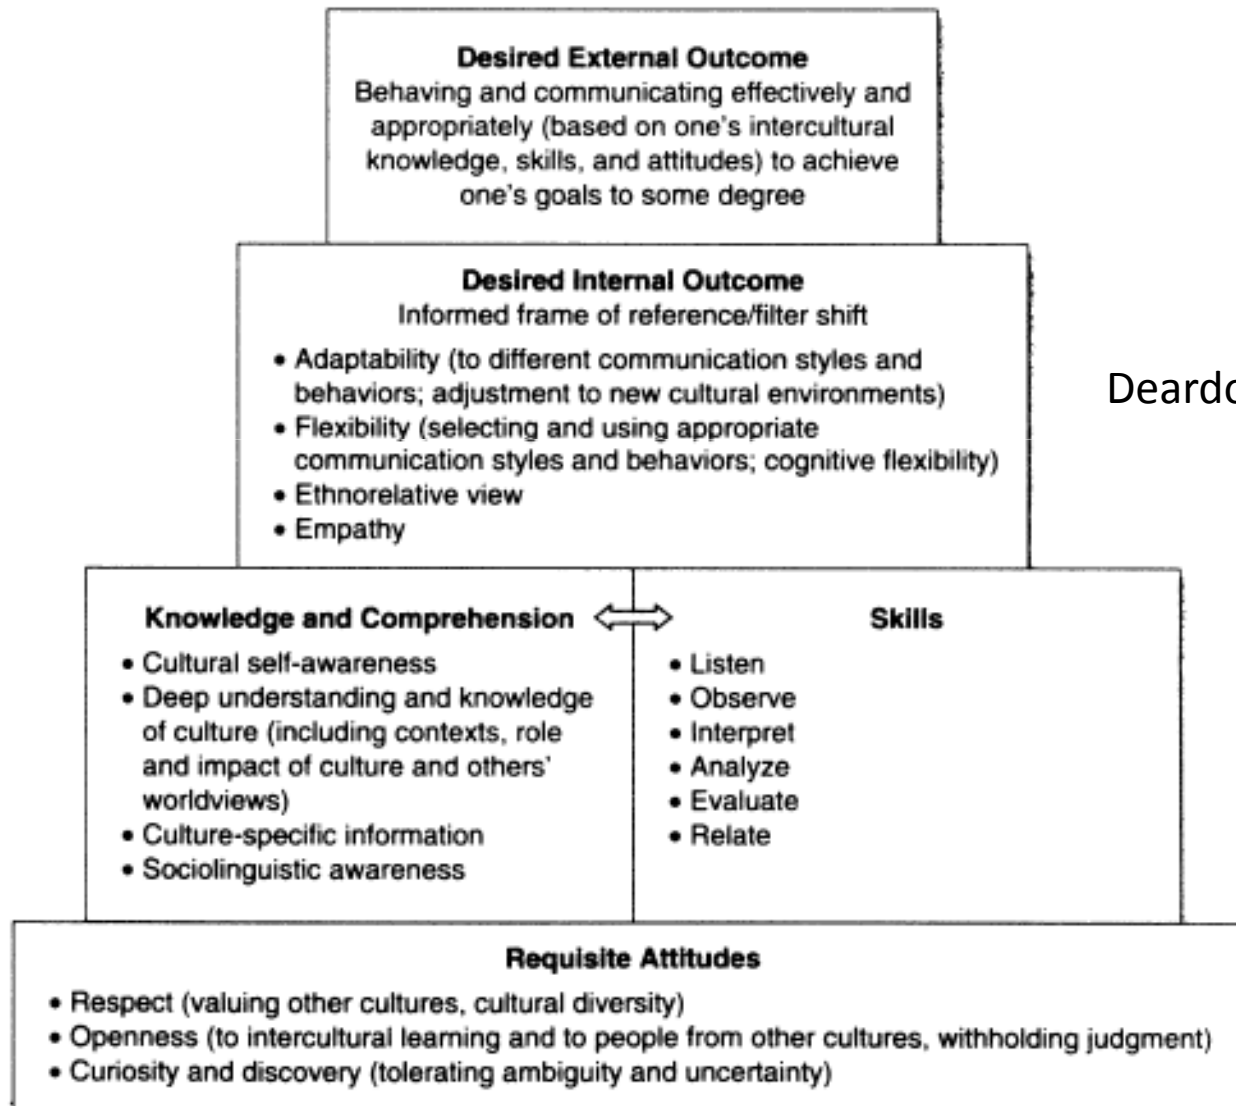 Desired External Outcome
Behaving and communicating effectively and
appropriately (based on one's intercultural
knowledge, skills, and attitudes) to achieve
one's goals to some degree
Desired Internal Outcome
Informed frame of reference/filter shift
• Adaptability (to different communication styles and
behaviors; adjustment to new cultural environments)
• Flexibility (selecting and using appropriate
communication styles and behaviors; cognitive flexibility)
• Ethnorelative view
• Empathy
Knowledge and Comprehension
• Cultural self-awareness
• Deep understanding and knowledge
of culture (including contexts, role
and impact of culture and others'
worldviews)
• Culture-specific information
• Sociolinguistic awareness
Skills
• Listen
• Observe
• Interpret
• Analyze
• Evaluate
• Relate
Requisite Attitudes
• Respect (valuing other cultures, cultural diversity)
• Openness (to intercultural learning and to people from other cultures, withholding judgment)
• Curiosity and discovery (tolerating ambiguity and uncertainty)